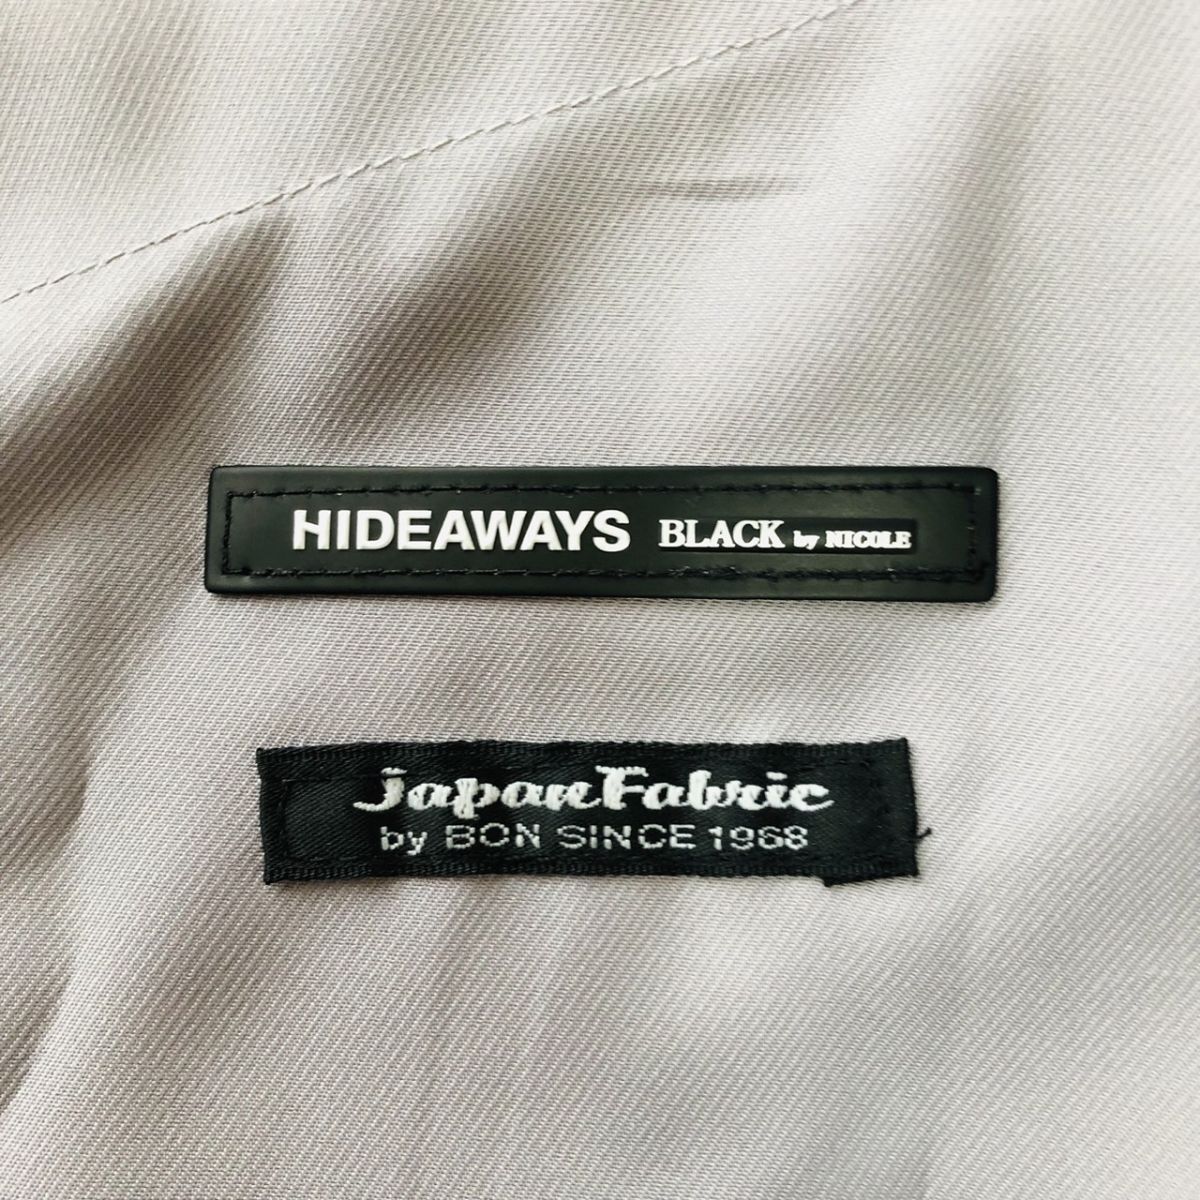 HIDEAWAYS BLACK by NICOLE
JapanFabric
by BON SINCE 1968